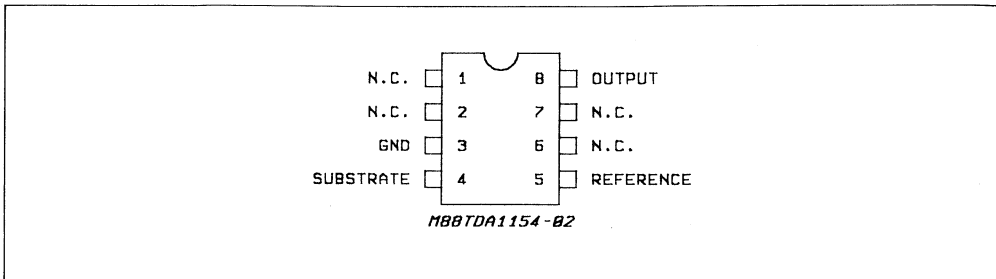 N.C. 1 8 OUTPUT
N.C. 2 7 N.C.
GND 3 6 N.C.
SUBSTRATE 4 5 REFERENCE
M88TDA1154-02